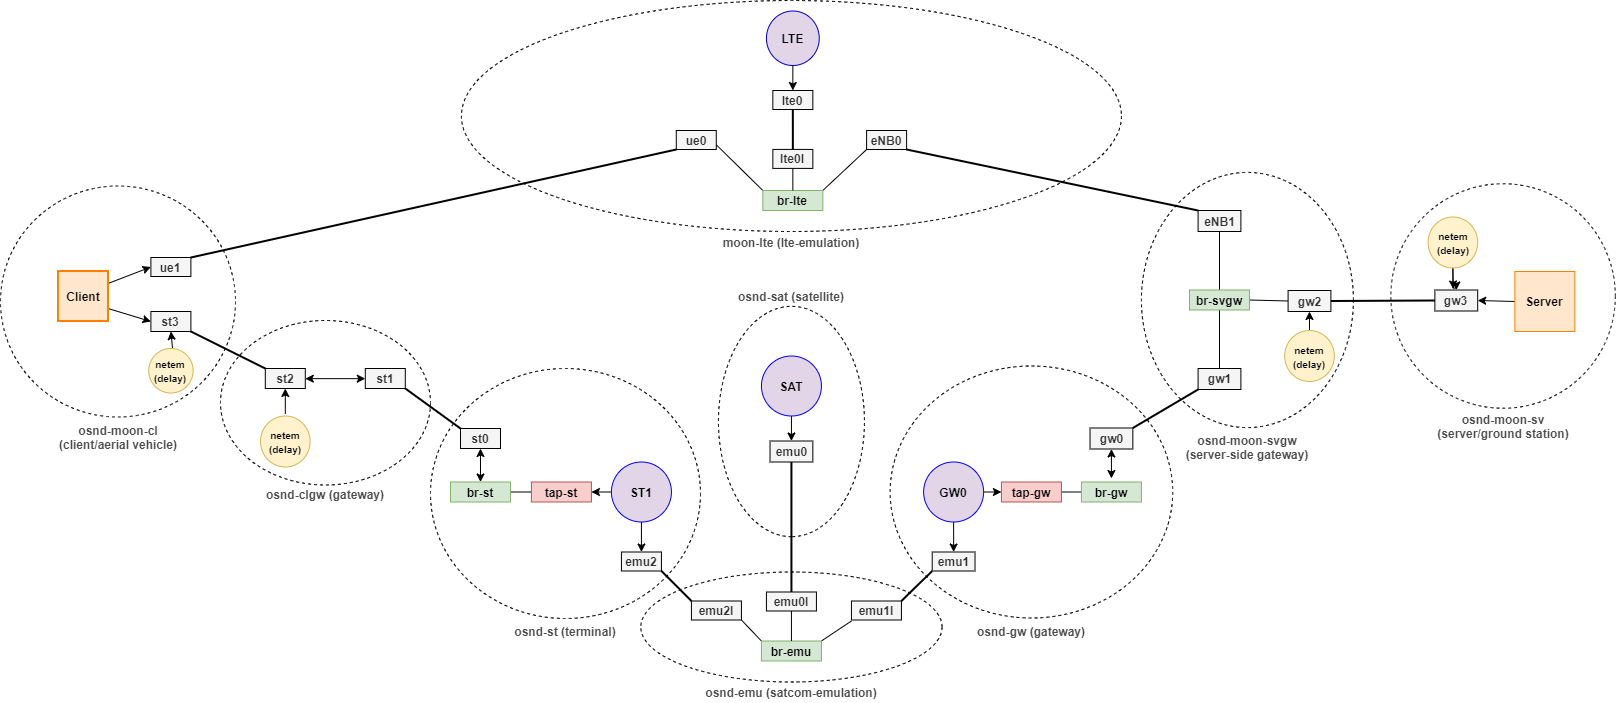 LTE
lte0
ue0
eNB0
lte0l
br-lte
moon-lte (lte-emulation)
eNB1
ue1
Client
st3
netem
(delay)
osnd-moon-cl
(client/aerial vehicle)
st2
st1
netem
(delay)
osnd-clgw (gateway)
osnd-sat (satellite)
SAT
emu0
st0
br-st
tap-st
ST1
emu2
osnd-st (terminal)
emu2l
emu0l
emu1l
br-emu
osnd-emu (satcom-emulation)
GW0
tap-gw
br-gw
gw0
emu1
osnd-gw (gateway)
br-svgw
gw2
netem
(delay)
gw1
osnd-moon-svgw
(server-side gateway)
netem
(delay)
gw3
Server
osnd-moon-sv
(server/ground station)